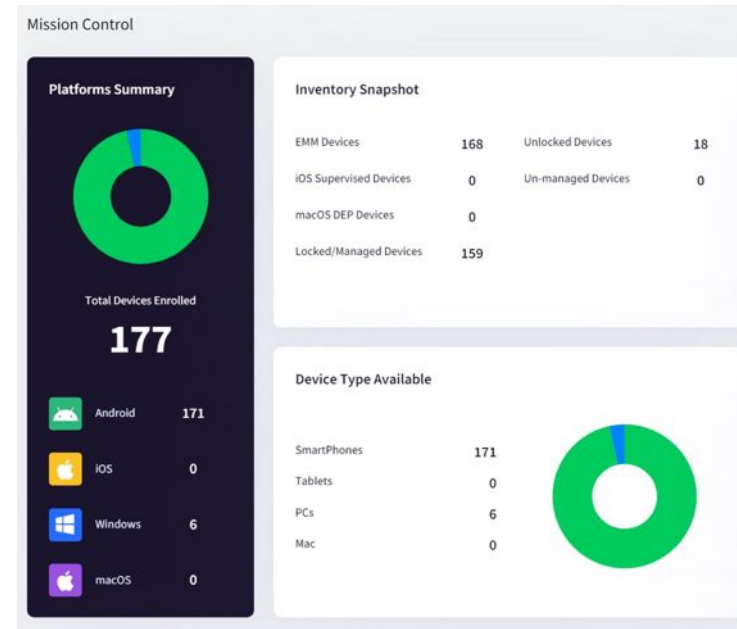 Mission Control
Platforms Summary
Total Devices Enrolled
177
Android 171
iOS 0
Windows 6
macOS 0
Inventory Snapshot
EMM Devices 168 Unlocked Devices 18
iOS Supervised Devices 0 Un-managed Devices 0
macOS DEP Devices 0
Locked/Managed Devices 159
Device Type Available
SmartPhones 171
Tablets 0
PCs 6
Mac 0